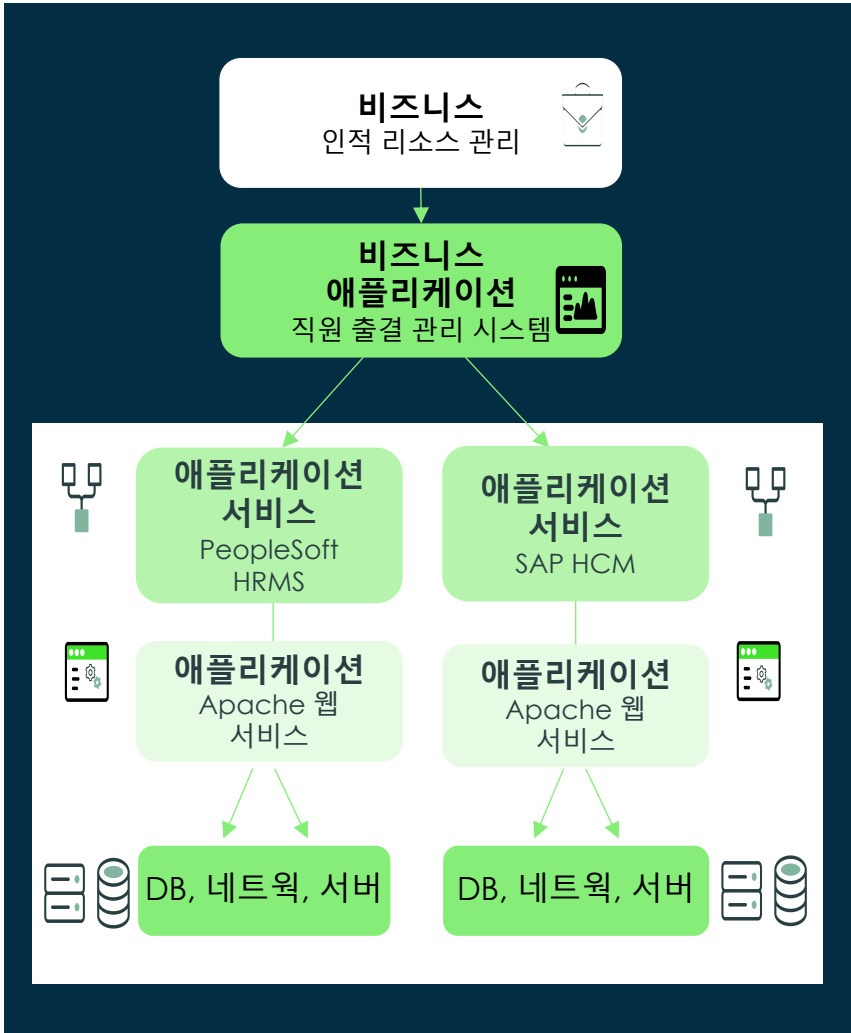 비즈니스
인적 리소스 관리
비즈니스
애플리케이션
직원 출결 관리 시스템
애플리케이션
서비스
PeopleSoft
HRMS
애플리케이션
서비스
SAP HCM
애플리케이션
Apache 웹
서비스
애플리케이션
Apache 웹
서비스
DB, 네트웍, 서버
DB, 네트웍, 서버